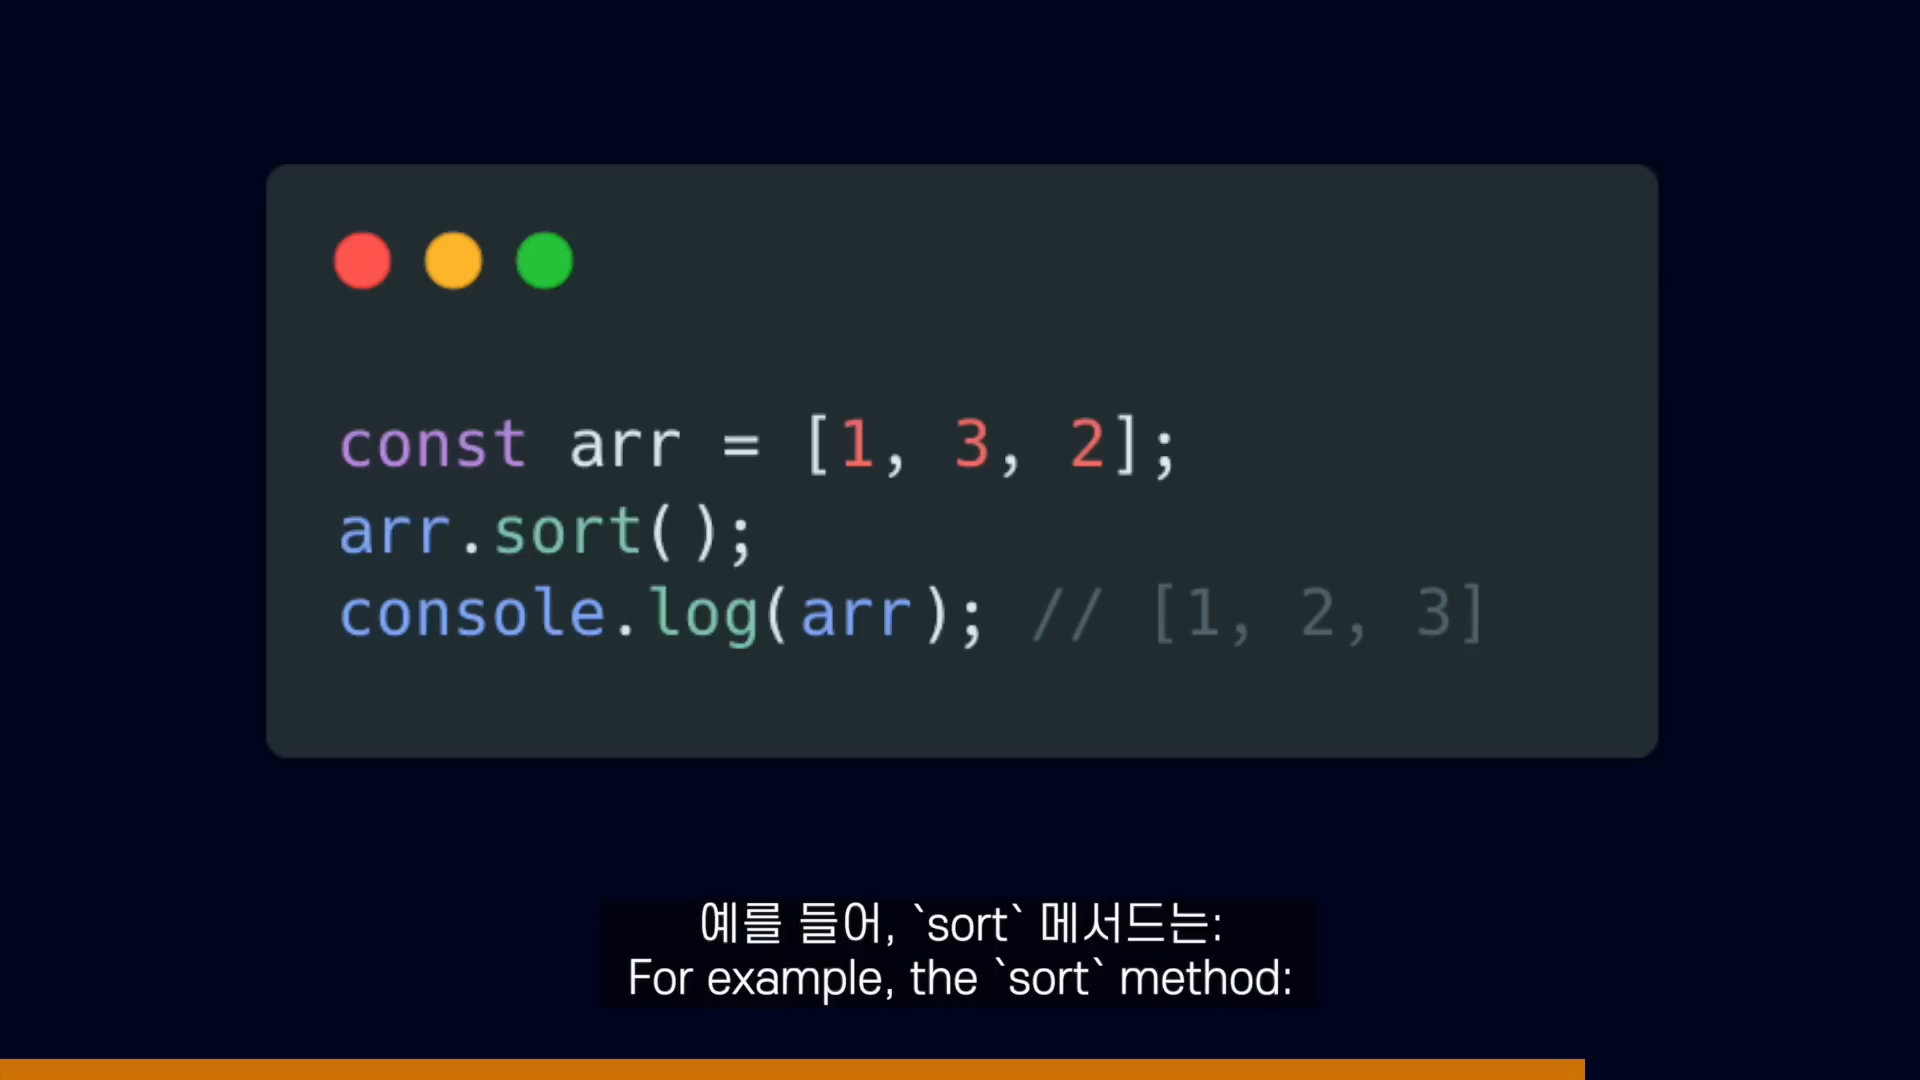 const arr = [1, 3, 2];
arr.sort();
console.log(arr); // [1, 2, 3]
예를 들어, `sort` 메서드는:
For example, the `sort` method: